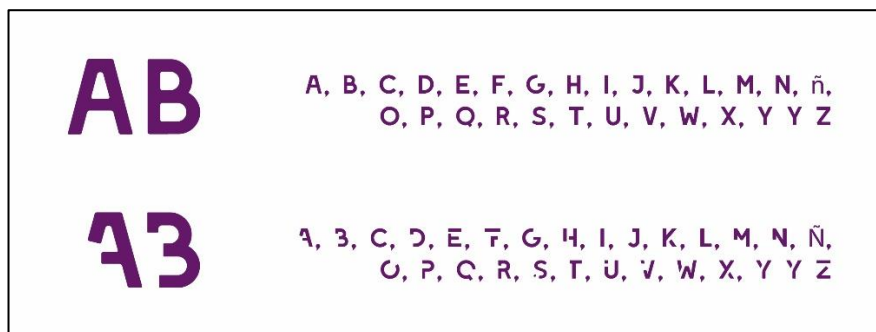 AB
A, B, C, D, E, F, G, H, I, J, K, L, M, N, ñ,
O, P, Q, R, S, T, U, V, W, X, Y Y Z
AB
A, B, C, D, E, F, G, H, I, J, K, L, M, N, Ñ,
O, P, Q, R, S, T, U, V, W, X, Y Y Z